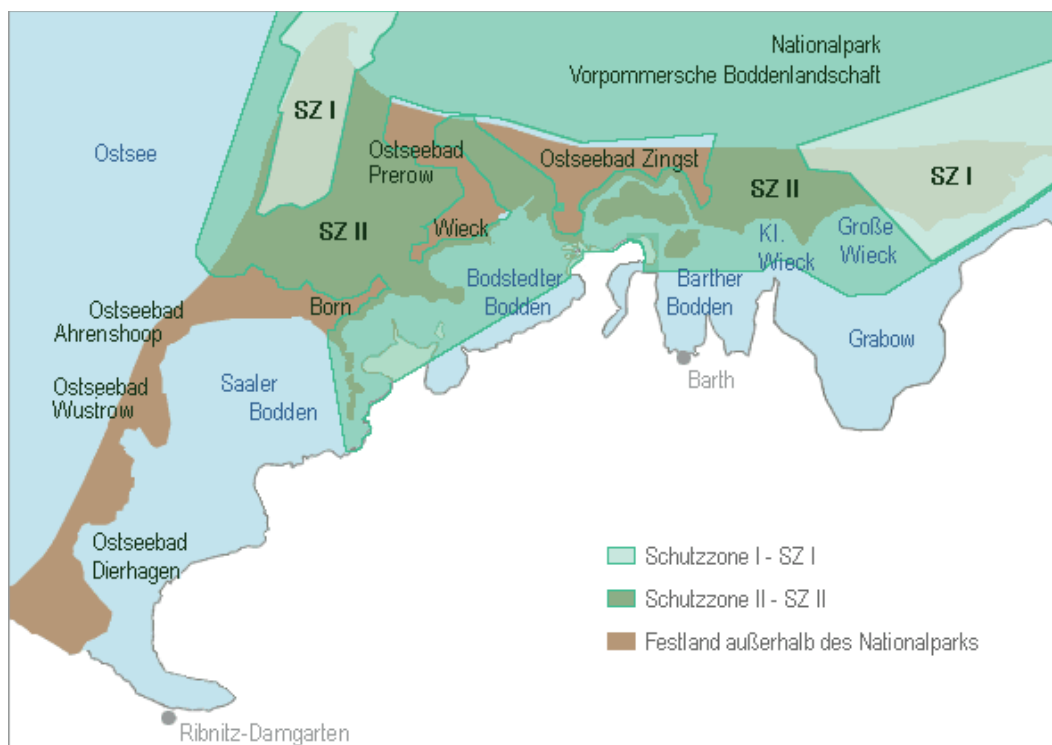 Nationalpark
Vorpommersche Boddenlandschaft
SZ I
Ostsee
Ostseebad
Prerow
Ostseebad Zingst
SZ II
SZ I
SZ II
Wieck
Kl.
Wieck
Große
Wieck
Bodstedter
Bodden
Barther
Bodden
Ostseebad
Ahrenshoop
Born
Grabow
Barth
Ostseebad
Wustrow
Saaler
Bodden
Ostseebad
Dierhagen
Schutzzone I - SZ I
Schutzzone II - SZ II
Festland außerhalb des Nationalparks
Ribnitz-Damgarten